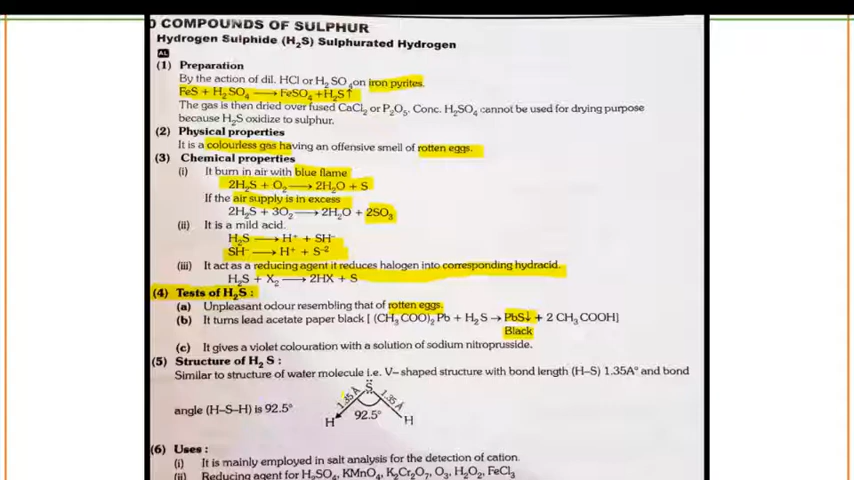 COMPOUNDS OF SULPHUR
Hydrogen Sulphide (H₂S) Sulphurated Hydrogen
AL
(1) Preparation
By the action of dil. HCl or H₂SO₄ on iron pyrites.
FeS + H₂SO₄ ⟶ FeSO₄ + H₂S↑
The gas is then dried over fused CaCl₂ or P₂O₅. Conc. H₂SO₄ cannot be used for drying purpose
because H₂S oxidize to sulphur.
(2) Physical properties
It is a colourless gas having an offensive smell of rotten eggs.
(3) Chemical properties
(i) It burn in air with blue flame
2H₂S + O₂ ⟶ 2H₂O + S
If the air supply is in excess
2H₂S + 3O₂ ⟶ 2H₂O + 2SO₃
(ii) It is a mild acid.
H₂S ⟶ H⁺ + SH⁻
SH⁻ ⟶ H⁺ + S⁻²
(iii) It act as a reducing agent it reduces halogen into corresponding hydracid.
H₂S + X₂ ⟶ 2HX + S
(4) Tests of H₂S :
(a) Unpleasant odour resembling that of rotten eggs.
(b) It turns lead acetate paper black [ (CH₃COO)₂Pb + H₂S → PbS↓ + 2 CH₃COOH]
Black
(c) It gives a violet colouration with a solution of sodium nitroprusside.
(5) Structure of H₂S :
Similar to structure of water molecule i.e. V–shaped structure with bond length (H–S) 1.35A° and bond
S
1.35Å 1.35Å
angle (H–S–H) is 92.5°
92.5°
H H
(6) Uses :
(i) It is mainly employed in salt analysis for the detection of cation.
(ii) Reducing agent for H₂SO₄, KMnO₄, K₂Cr₂O₇, O₃, H₂O₂, FeCl₃